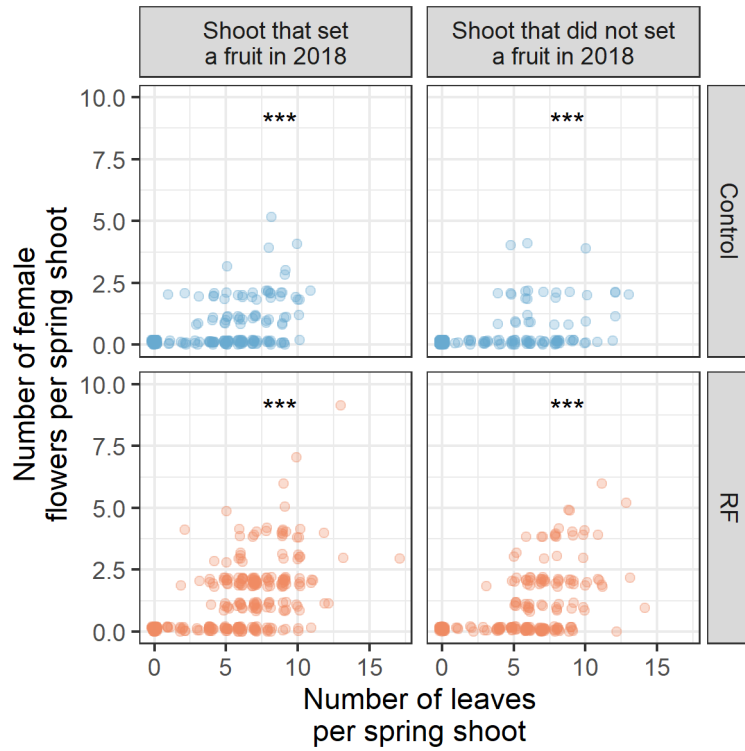 Shoot that set
a fruit in 2018
Shoot that did not set
a fruit in 2018
10.0
7.5
5.0
2.5
0.0
***
***
Control
10.0
7.5
5.0
2.5
0.0
***
***
RF
Number of female
flowers per spring shoot
0 5 10 15
0 5 10 15
Number of leaves
per spring shoot